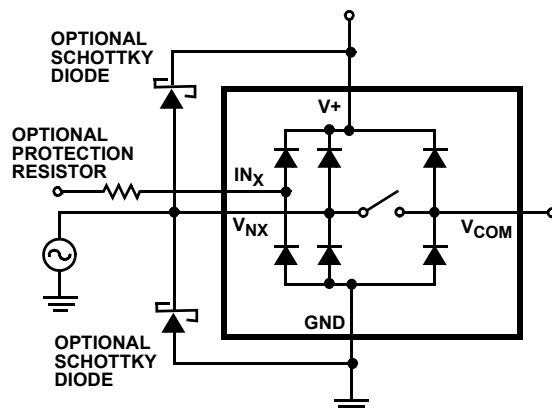 OPTIONAL
SCHOTTKY
DIODE
V+
OPTIONAL
PROTECTION
RESISTOR
INX
VNX
VCOM
GND
OPTIONAL
SCHOTTKY
DIODE